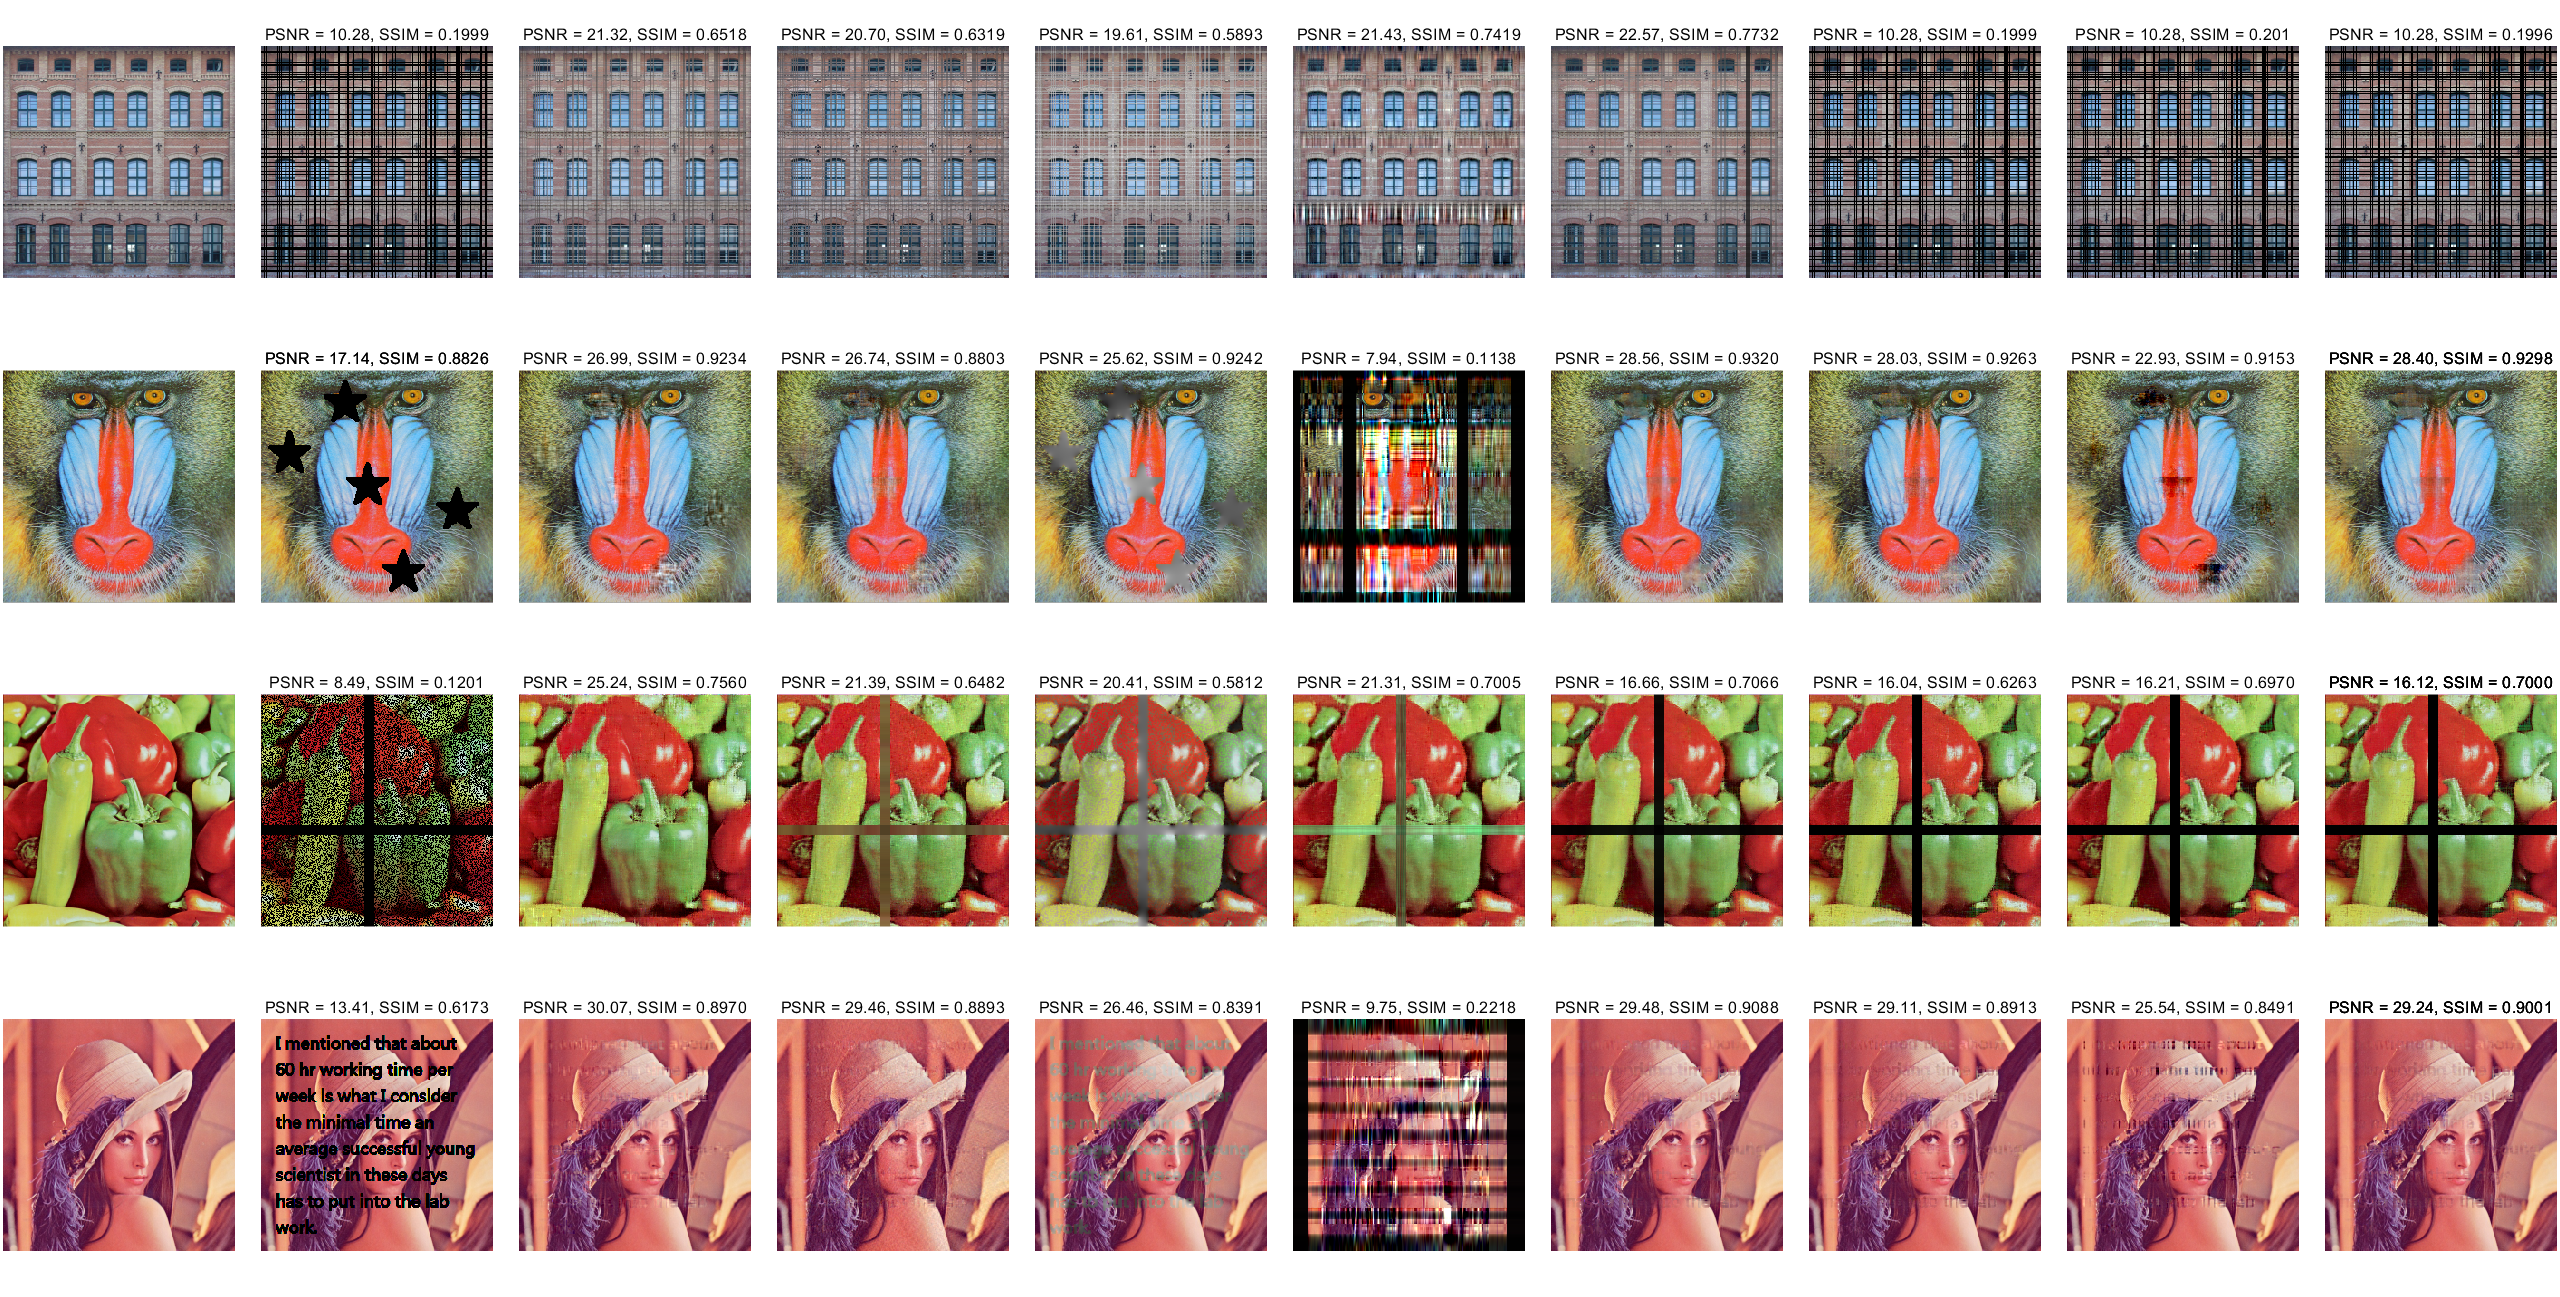 PSNR = 10.28, SSIM = 0.1999
PSNR = 21.32, SSIM = 0.6518
PSNR = 20.70, SSIM = 0.6319
PSNR = 19.61, SSIM = 0.5893
PSNR = 21.43, SSIM = 0.7419
PSNR = 22.57, SSIM = 0.7732
PSNR = 10.28, SSIM = 0.1999
PSNR = 10.28, SSIM = 0.201
PSNR = 10.28, SSIM = 0.1996
PSNR = 17.14, SSIM = 0.8826
PSNR = 26.99, SSIM = 0.9234
PSNR = 26.74, SSIM = 0.8803
PSNR = 25.62, SSIM = 0.9242
PSNR = 7.94, SSIM = 0.1138
PSNR = 28.56, SSIM = 0.9320
PSNR = 28.03, SSIM = 0.9263
PSNR = 22.93, SSIM = 0.9153
PSNR = 28.40, SSIM = 0.9298
PSNR = 8.49, SSIM = 0.1201
PSNR = 25.24, SSIM = 0.7560
PSNR = 21.39, SSIM = 0.6482
PSNR = 20.41, SSIM = 0.5812
PSNR = 21.31, SSIM = 0.7005
PSNR = 16.66, SSIM = 0.7066
PSNR = 16.04, SSIM = 0.6263
PSNR = 16.21, SSIM = 0.6970
PSNR = 16.12, SSIM = 0.7000
PSNR = 13.41, SSIM = 0.6173
PSNR = 30.07, SSIM = 0.8970
PSNR = 29.46, SSIM = 0.8893
PSNR = 26.46, SSIM = 0.8391
PSNR = 9.75, SSIM = 0.2218
PSNR = 29.48, SSIM = 0.9088
PSNR = 29.11, SSIM = 0.8913
PSNR = 25.54, SSIM = 0.8491
PSNR = 29.24, SSIM = 0.9001
I mentioned that about
60 hr working time per
week is what I consider
the minimal time an
average successful young
scientist in these days
has to put into the lab
work.